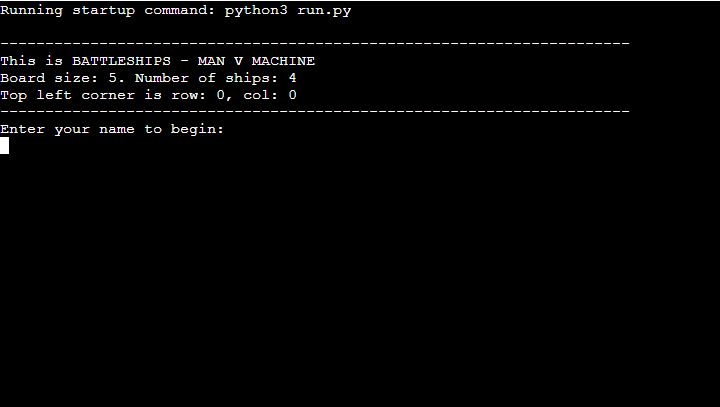 Running startup command: python3 run.py
----------------------------------------------------------------------
This is BATTLESHIPS - MAN V MACHINE
Board size: 5. Number of ships: 4
Top left corner is row: 0, col: 0
----------------------------------------------------------------------
Enter your name to begin: